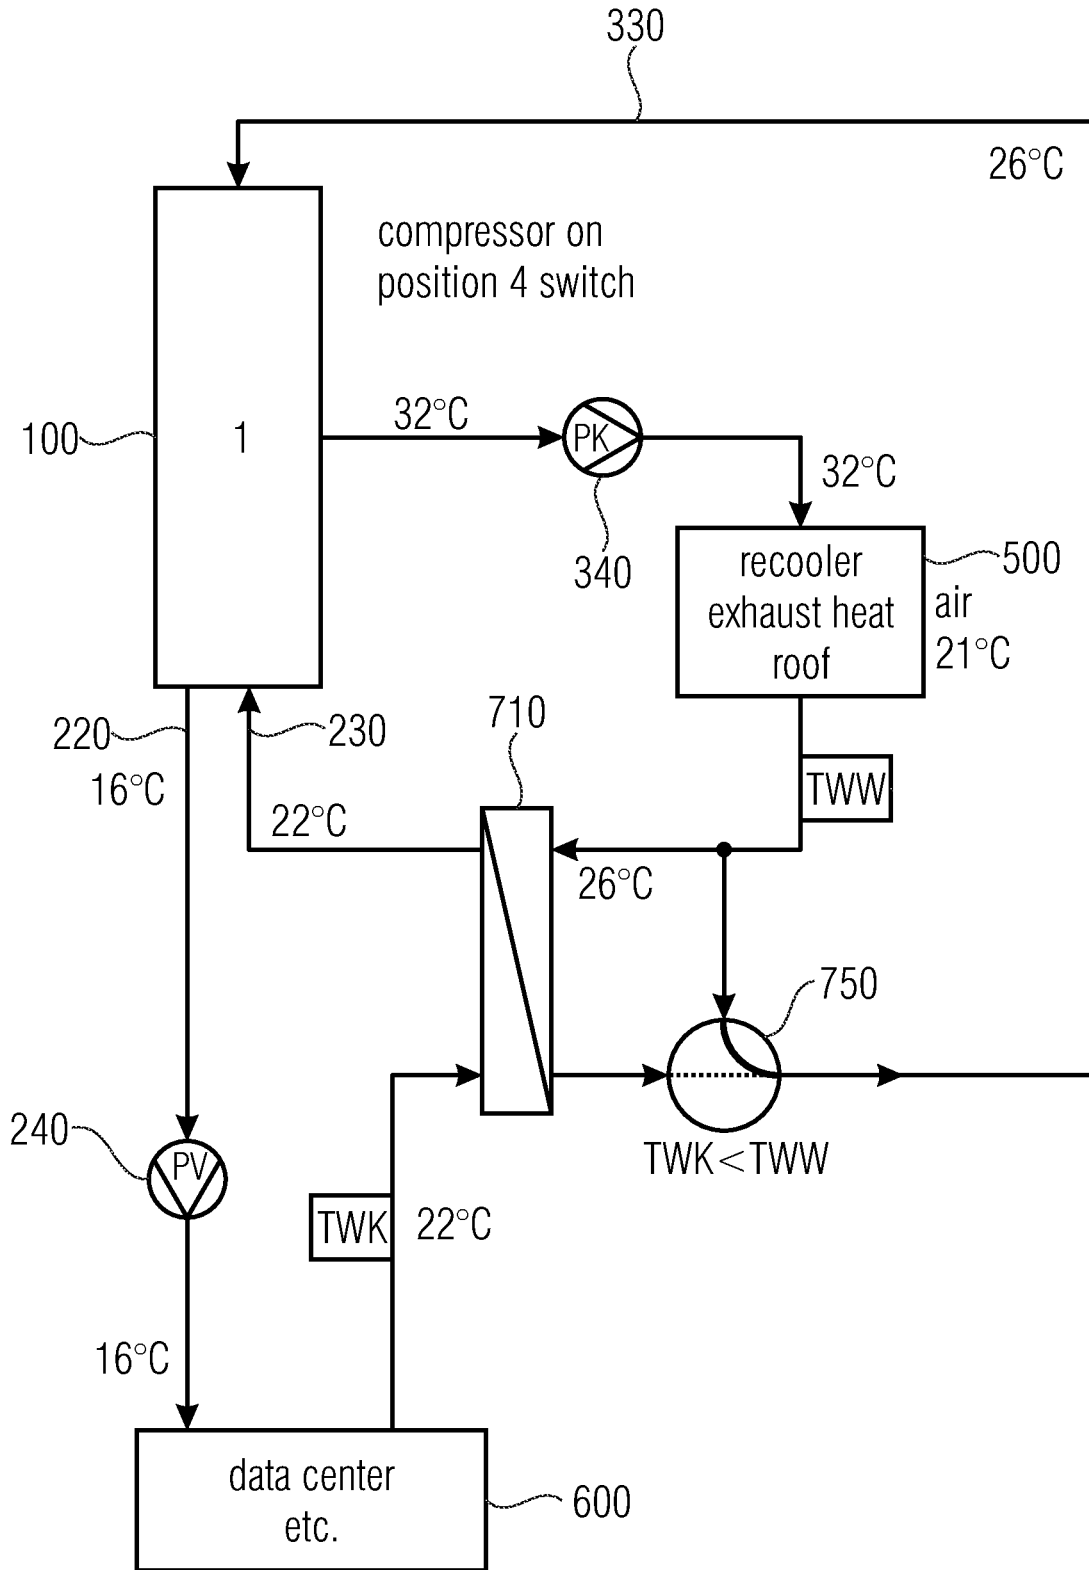 330
26°C
compressor on
position 4 switch
100
1
32°C
PK
340
32°C
recooler
exhaust heat
roof
500
air
21°C
220
16°C
230
22°C
710
TWW
26°C
750
TWK<TWW
240
PV
TWK
22°C
16°C
data center
etc.
600